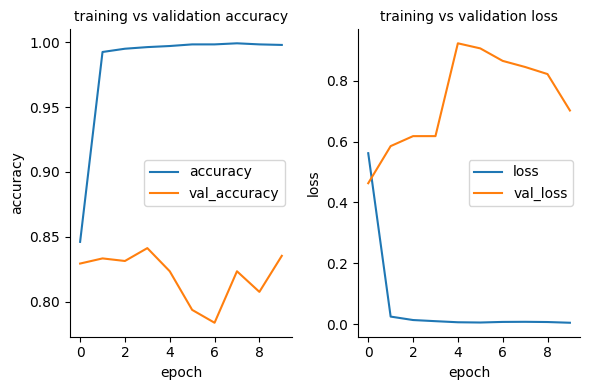 training vs validation accuracy
1.00
0.95
0.90
0.85
0.80
accuracy
accuracy
val_accuracy
0 2 4 6 8
epoch
training vs validation loss
0.8
0.6
0.4
0.2
0.0
loss
loss
val_loss
0 2 4 6 8
epoch